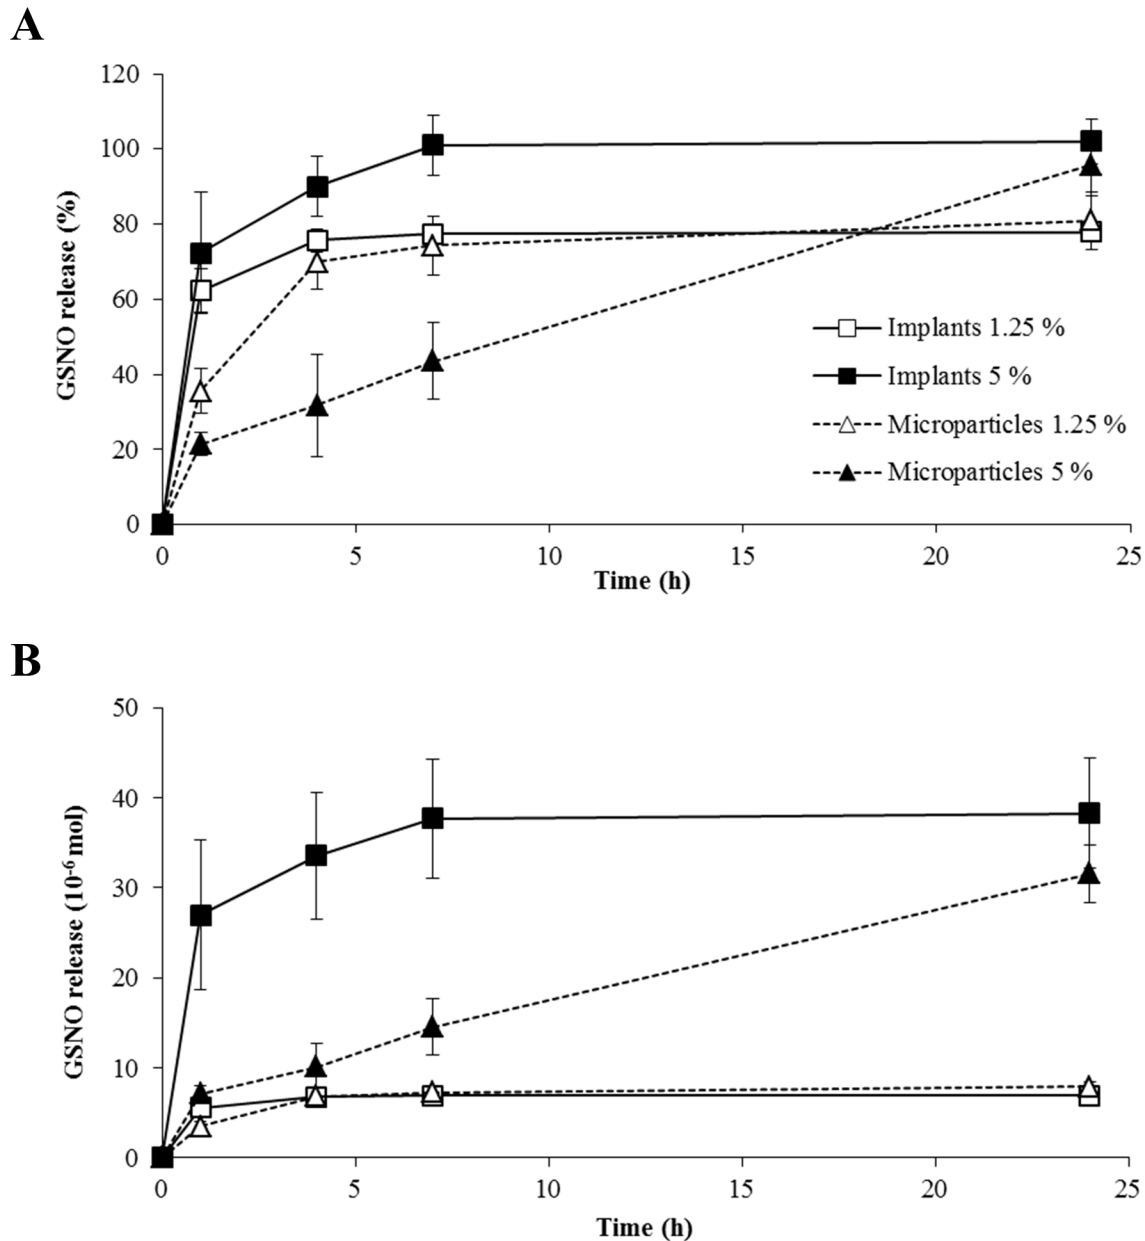 A
120
100
80
60
40
20
0
GSNO release (%)
Implants 1.25 %
Implants 5 %
Microparticles 1.25 %
Microparticles 5 %
0 5 10 15 20 25
Time (h)
B
50
40
30
20
10
0
GSNO release (10⁻⁶ mol)
0 5 10 15 20 25
Time (h)